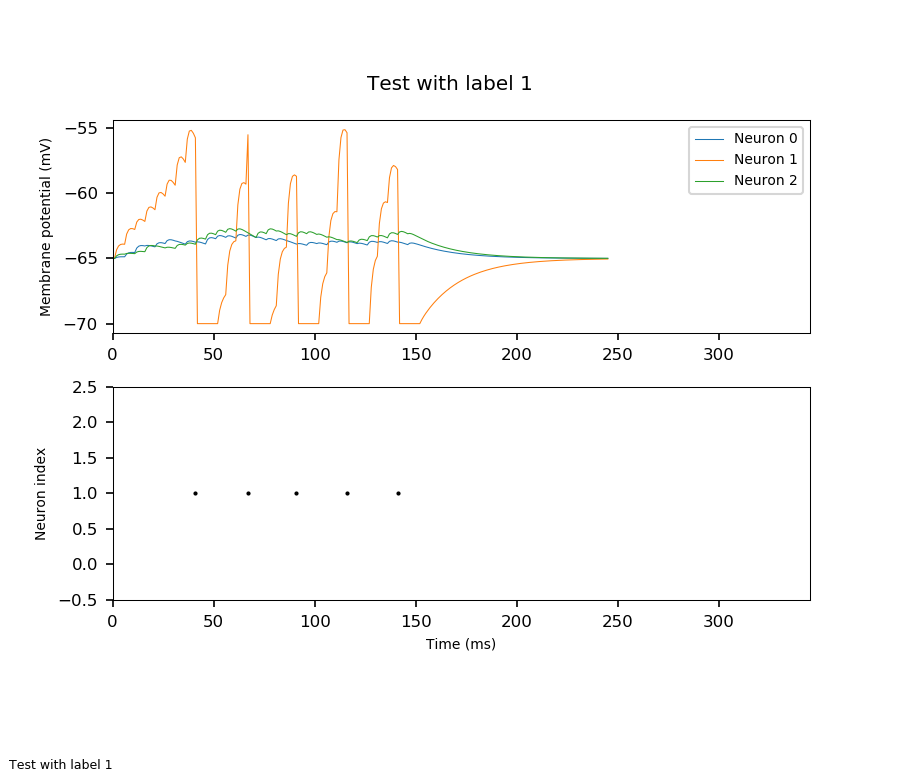 Test with label 1
−55
−60
−65
−70
Membrane potential (mV)
Neuron 0
Neuron 1
Neuron 2
0 50 100 150 200 250 300
2.5
2.0
1.5
1.0
0.5
0.0
−0.5
Neuron index
0 50 100 150 200 250 300
Time (ms)
Test with label 1